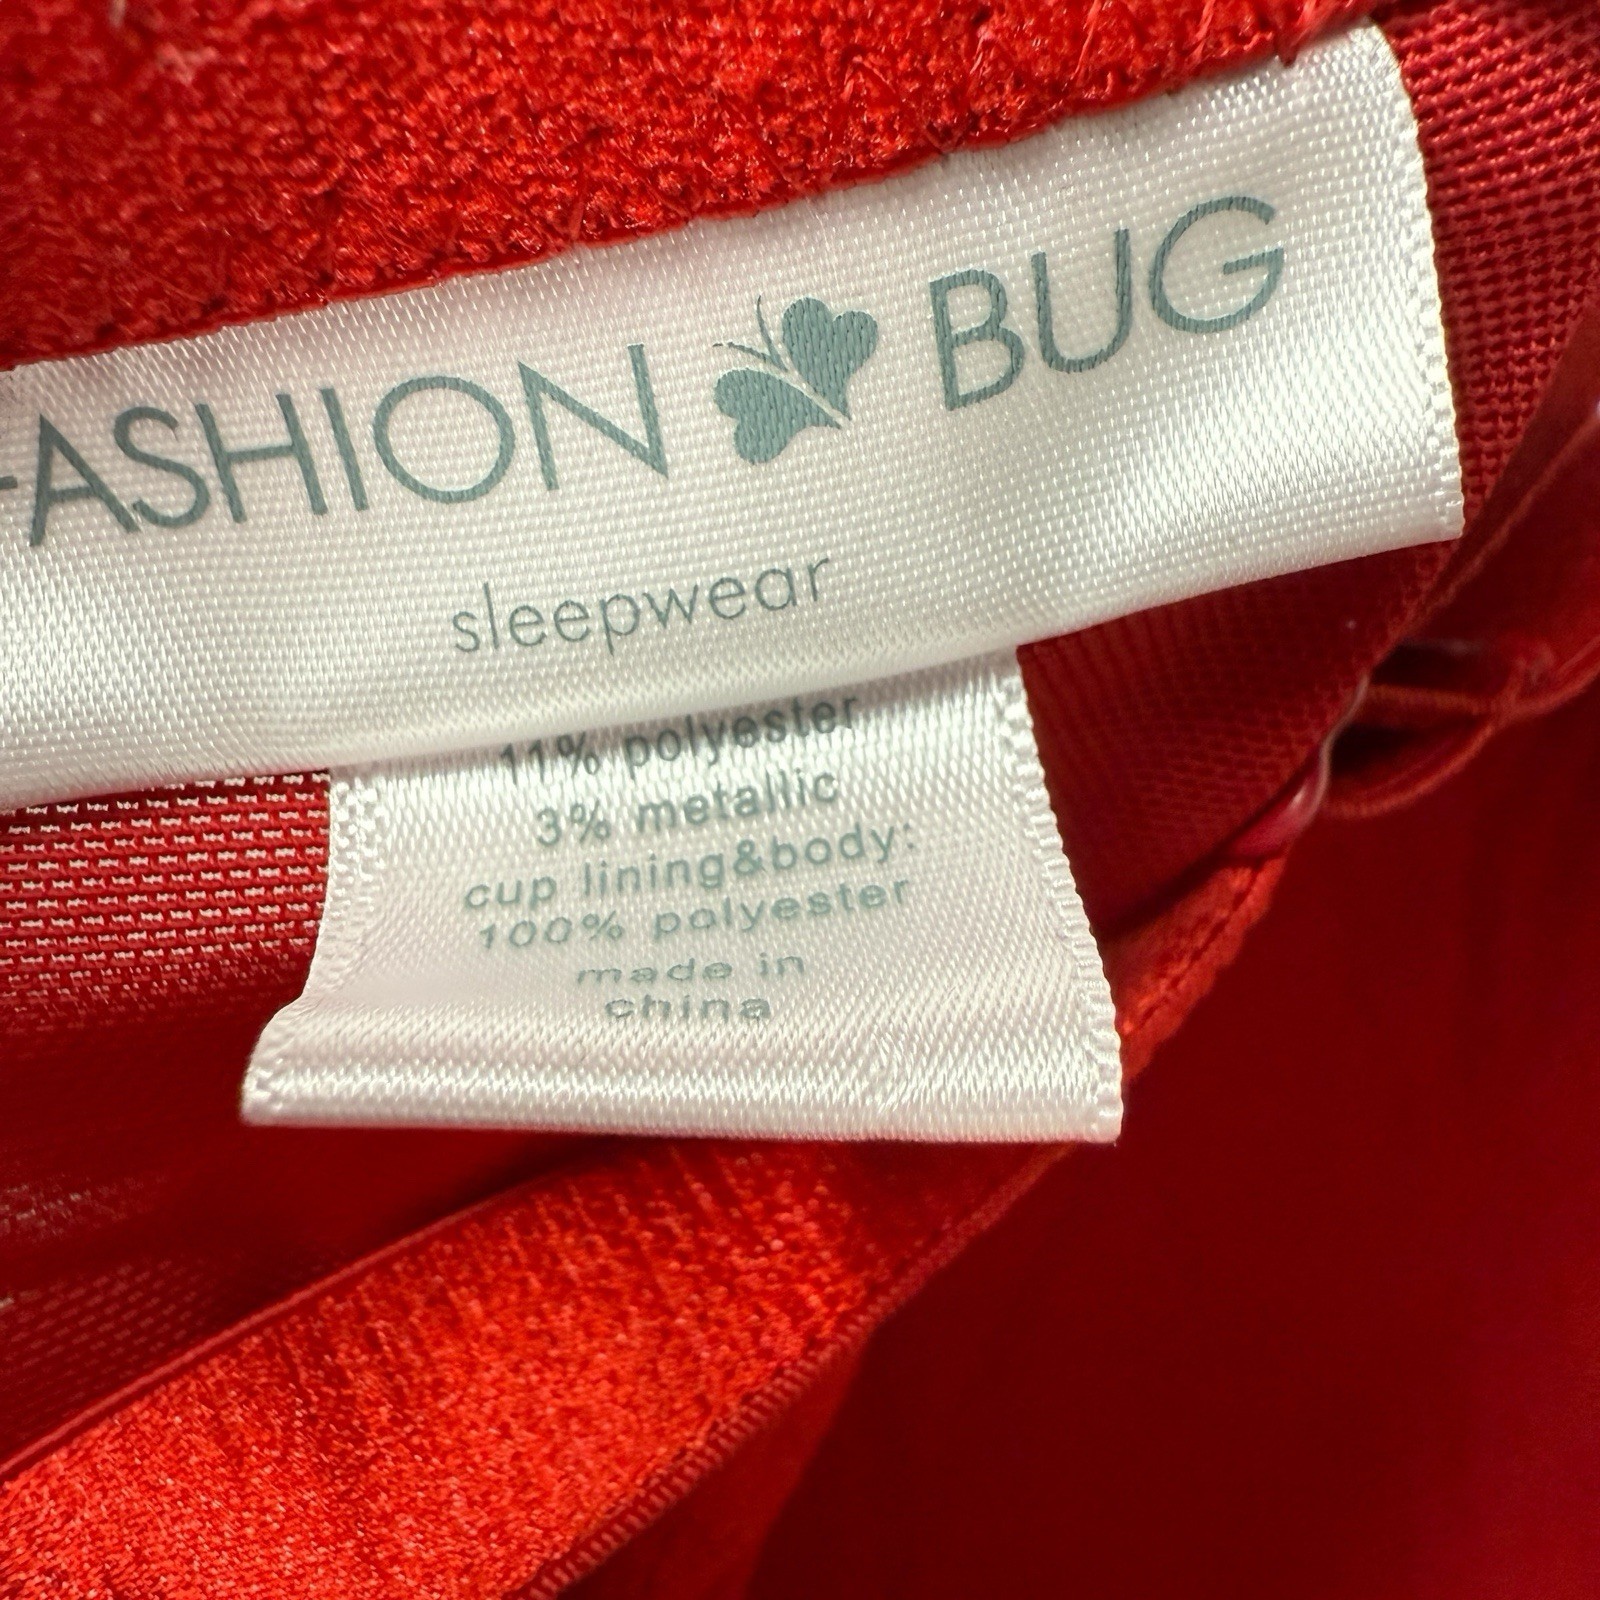 FASHION BUG
sleepwear
11% polyester
3% metallic
cup lining&body:
100% polyester
made in
china